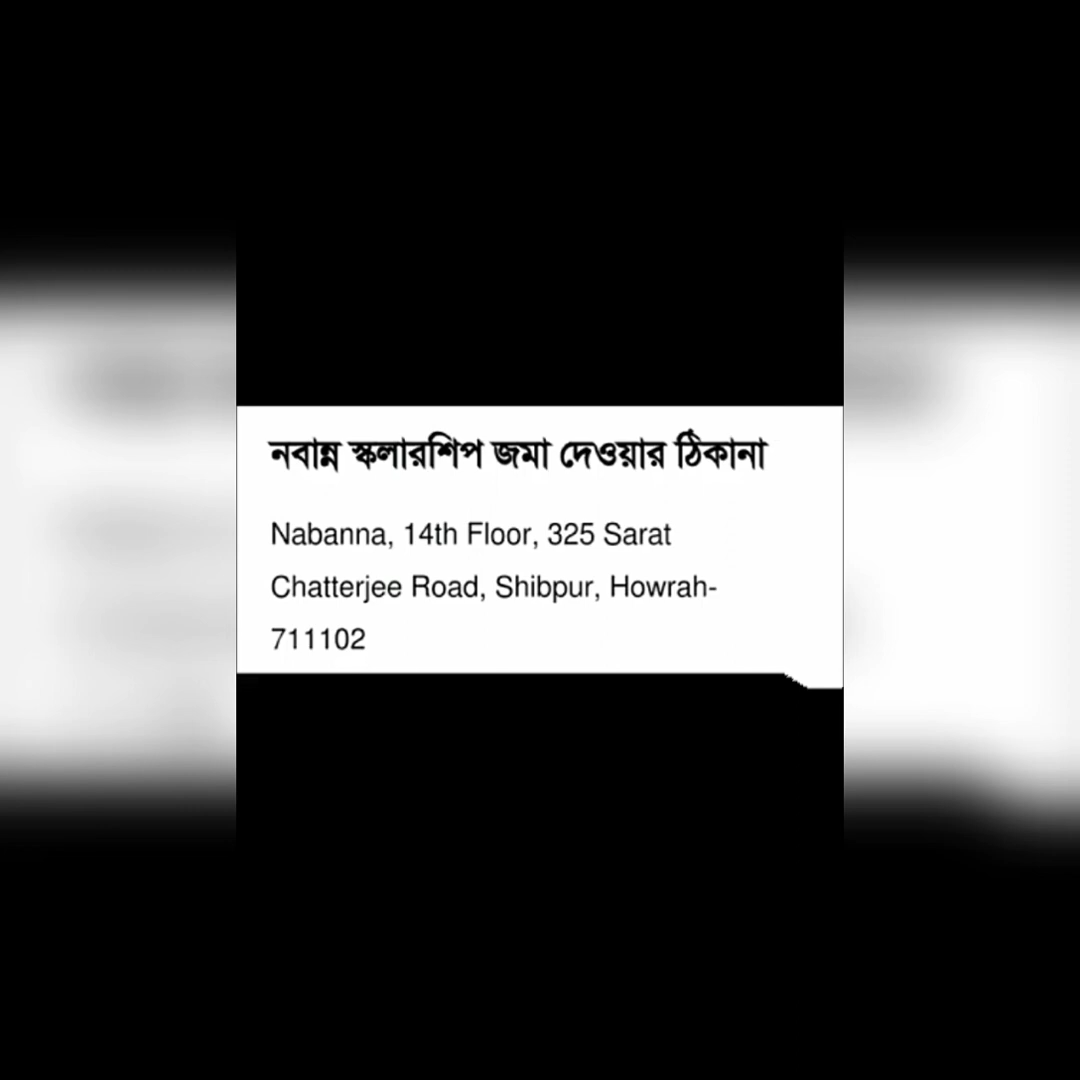 নবান্ন স্কলারশিপ জমা দেওয়ার ঠিকানা
Nabanna, 14th Floor, 325 Sarat
Chatterjee Road, Shibpur, Howrah-
711102